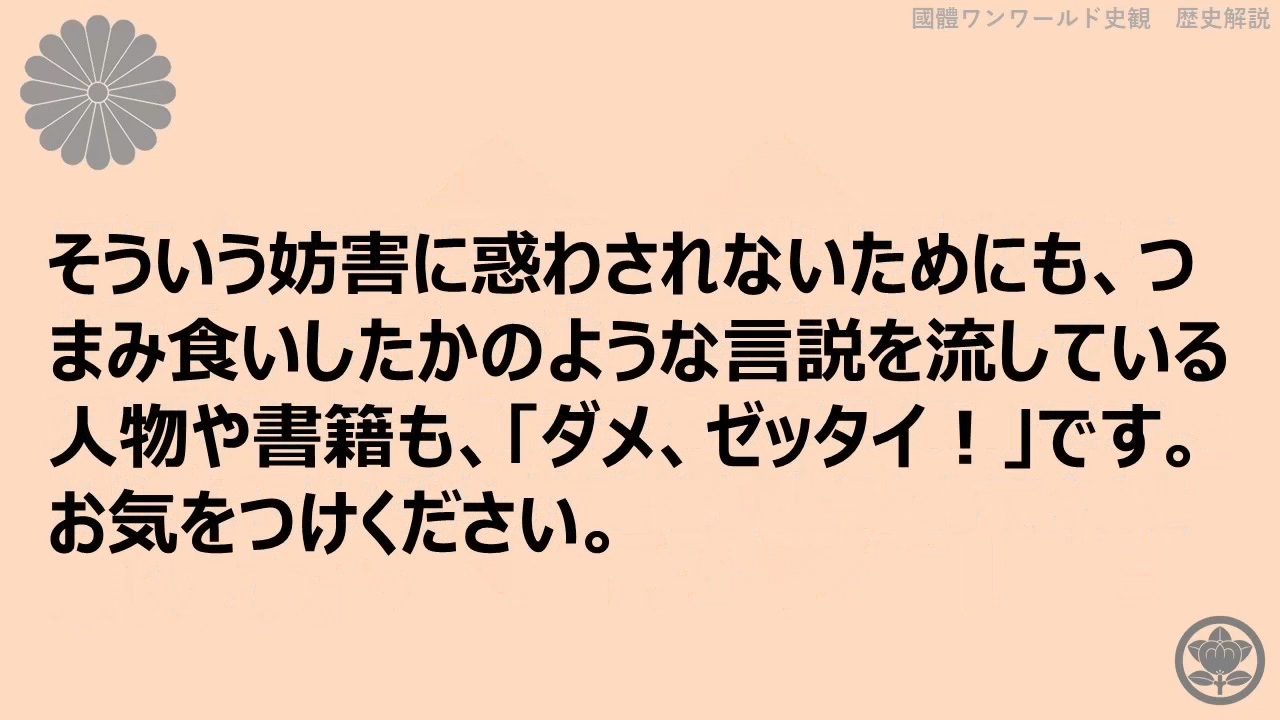 國體ワンワールド史観　歴史解説
そういう妨害に惑わされないためにも、つ
まみ食いしたかのような言説を流している
人物や書籍も、「ダメ、ゼッタイ！」です。
お気をつけください。